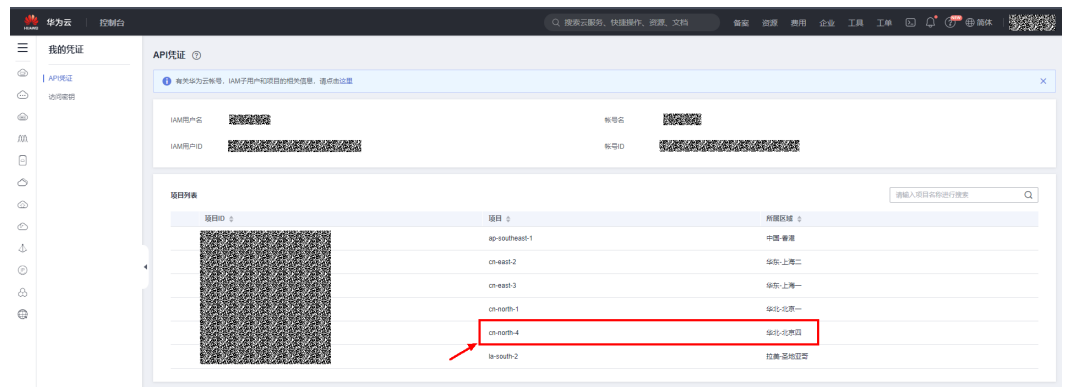 HUAWEI 华为云 控制台 搜索云服务、快捷操作、资源、文档 备案 资源 费用 企业 工具 工单 简体
我的凭证
API凭证
访问密钥
API凭证
有关华为云帐号、IAM子用户和项目的相关信息，请点击这里
IAM用户名 帐号名
IAM用户ID 帐号ID
项目列表 请输入项目名称进行搜索
项目ID 项目 所属区域
ap-southeast-1 中国-香港
cn-east-2 华东-上海二
cn-east-3 华东-上海一
cn-north-1 华北-北京一
cn-north-4 华北-北京四
la-south-2 拉美-圣地亚哥